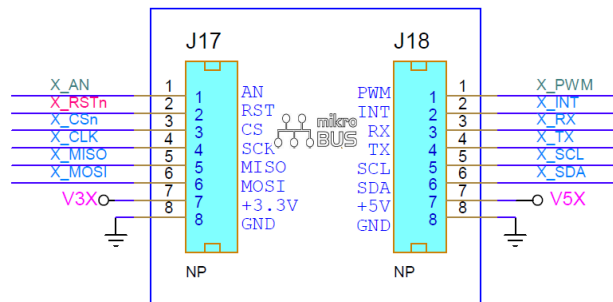 J17
J18
X_AN 1 1 AN
X_RSTn 2 2 RST
X_CSn 3 3 CS
X_CLK 4 4 SCK
X_MISO 5 5 MISO
X_MOSI 6 6 MOSI
V3X 7 7 +3.3V
8 8 GND
NP
mikro
BUS
PWM 1 1 X_PWM
INT 2 2 X_INT
RX 3 3 X_RX
TX 4 4 X_TX
SCL 5 5 X_SCL
SDA 6 6 X_SDA
+5V 7 7 V5X
GND 8 8
NP